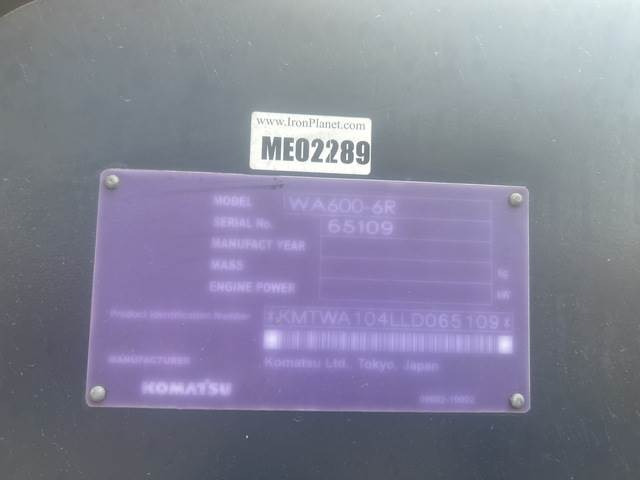 www.IronPlanet.com
ME02289
MODEL WA600-6R
SERIAL No. 65109
MANUFACT YEAR
MASS Kg
ENGINE POWER kW
Product Identification Number *KMTWA104LLD065109*
MANUFACTURER Komatsu Ltd. Tokyo, Japan
KOMATSU